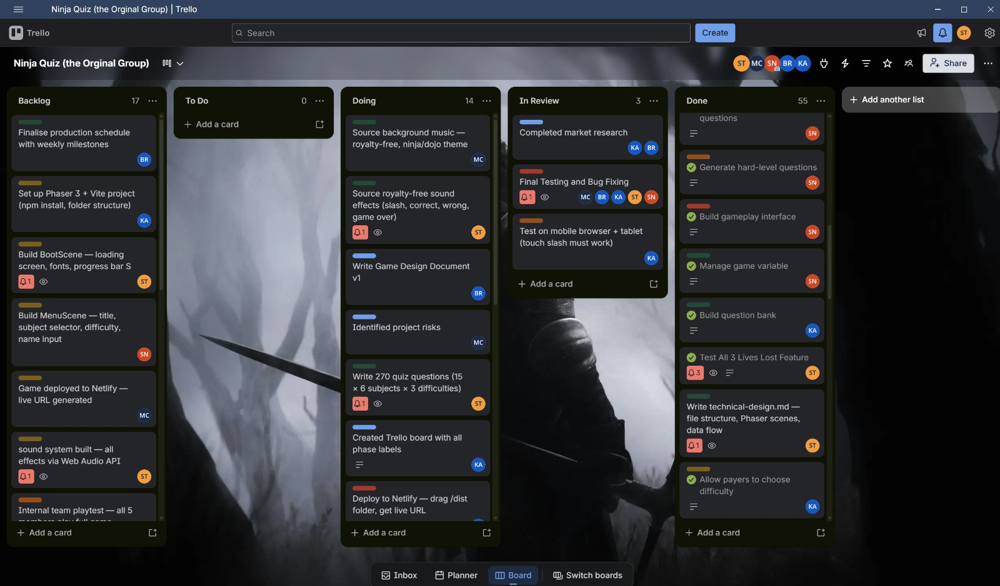 Ninja Quiz (the Orginal Group) | Trello
Trello
Search
Create
ST
Ninja Quiz (the Orginal Group)
ST MC SN BR KA
Share
Backlog 17
Finalise production schedule
with weekly milestones
BR
Set up Phaser 3 + Vite project
(npm install, folder structure)
KA
Build BootScene — loading
screen, fonts, progress bar S
1
ST
Build MenuScene — title,
subject selector, difficulty,
name input
SN
Game deployed to Netlify —
live URL generated
MC
sound system built — all
effects via Web Audio API
1
ST
Internal team playtest — all 5
members play full game
+ Add a card
To Do 0
+ Add a card
Doing 14
Source background music —
royalty-free, ninja/dojo theme
MC
Source royalty-free sound
effects (slash, correct, wrong,
game over)
1
ST
Write Game Design Document
v1
BR
Identified project risks
MC
Write 270 quiz questions (15
× 6 subjects × 3 difficulties)
1
ST
Created Trello board with all
phase labels
KA
Deploy to Netlify — drag /dist
folder, get live URL
+ Add a card
In Review 3
Completed market research
KA BR
Final Testing and Bug Fixing
1
MC BR KA ST SN
Test on mobile browser + tablet
(touch slash must work)
KA
+ Add a card
Done 55
questions
SN
Generate hard-level questions
SN
Build gameplay interface
SN
Manage game variable
SN
Build question bank
KA
Test All 3 Lives Lost Feature
3
ST
Write technical-design.md —
file structure, Phaser scenes,
data flow
1
ST
Allow payers to choose
difficulty
KA
+ Add a card
+ Add another list
Inbox
Planner
Board
Switch boards